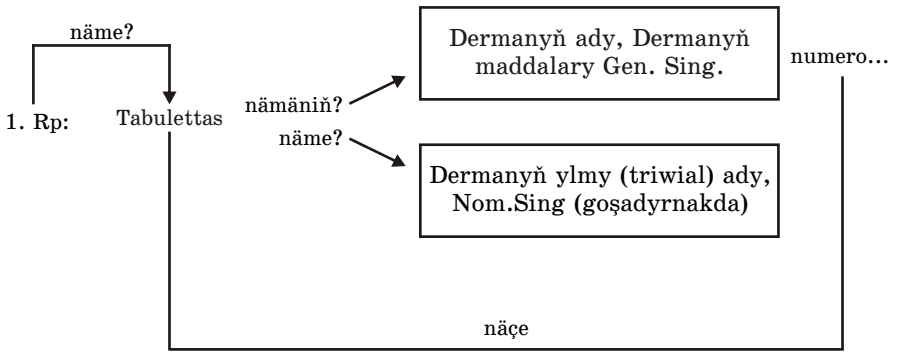 näme?
Dermanyň ady, Dermanyň
maddalary Gen. Sing.
numero...
1. Rp:
Tabulettas
nämäniň?
näme?
Dermanyň ylmy (triwial) ady,
Nom.Sing (goşadyrnakda)
näçe